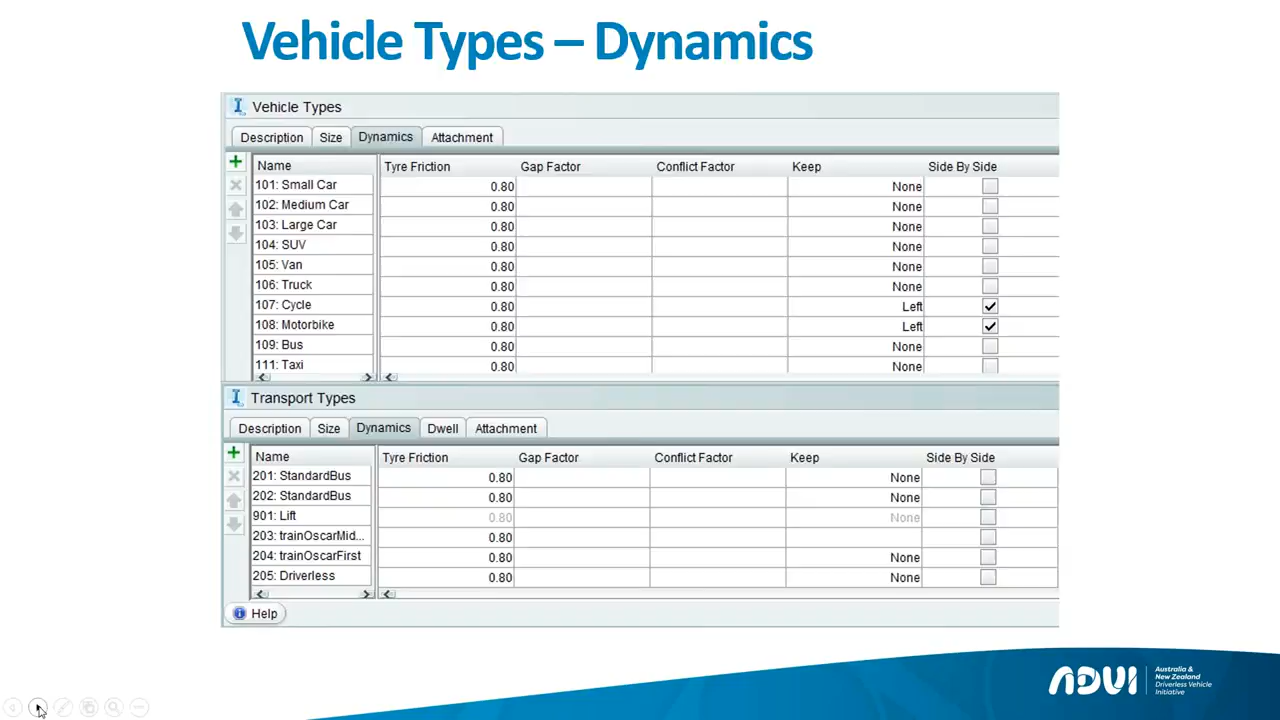 Vehicle Types – Dynamics
Vehicle Types
Description Size Dynamics Attachment
Name Tyre Friction Gap Factor Conflict Factor Keep Side By Side
101: Small Car 0.80 None
102: Medium Car 0.80 None
103: Large Car 0.80 None
104: SUV 0.80 None
105: Van 0.80 None
106: Truck 0.80 None
107: Cycle 0.80 Left
108: Motorbike 0.80 Left
109: Bus 0.80 None
111: Taxi 0.80 None
Transport Types
Description Size Dynamics Dwell Attachment
Name Tyre Friction Gap Factor Conflict Factor Keep Side By Side
201: StandardBus 0.80 None
202: StandardBus 0.80 None
901: Lift 0.80 None
203: trainOscarMid... 0.80
204: trainOscarFirst 0.80 None
205: Driverless 0.80 None
Help
ADVI
Australia &
New Zealand
Driverless Vehicle
Initiative